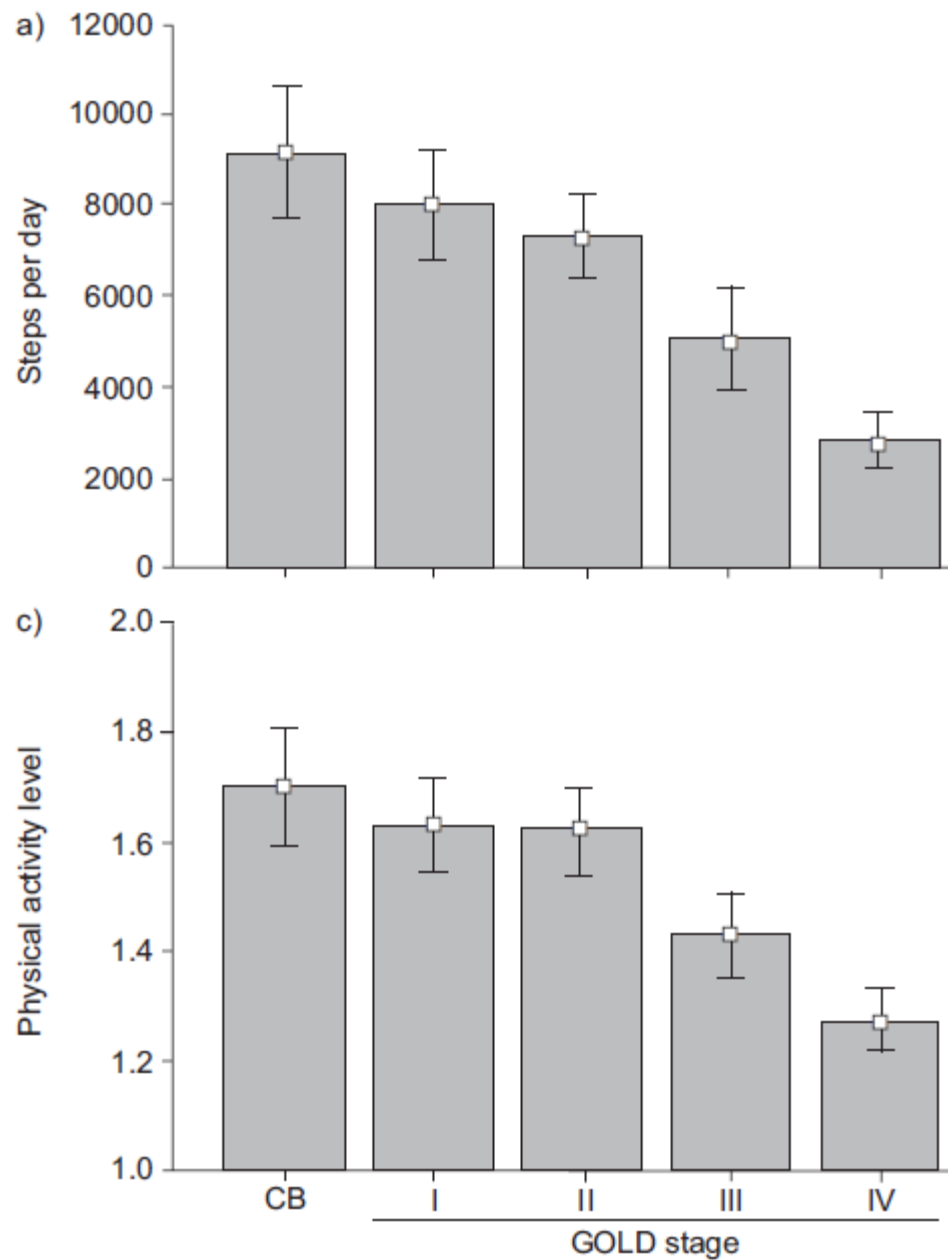 a)
12000
10000
8000
6000
4000
2000
0
Steps per day
c)
2.0
1.8
1.6
1.4
1.2
1.0
Physical activity level
CB I II III IV
GOLD stage